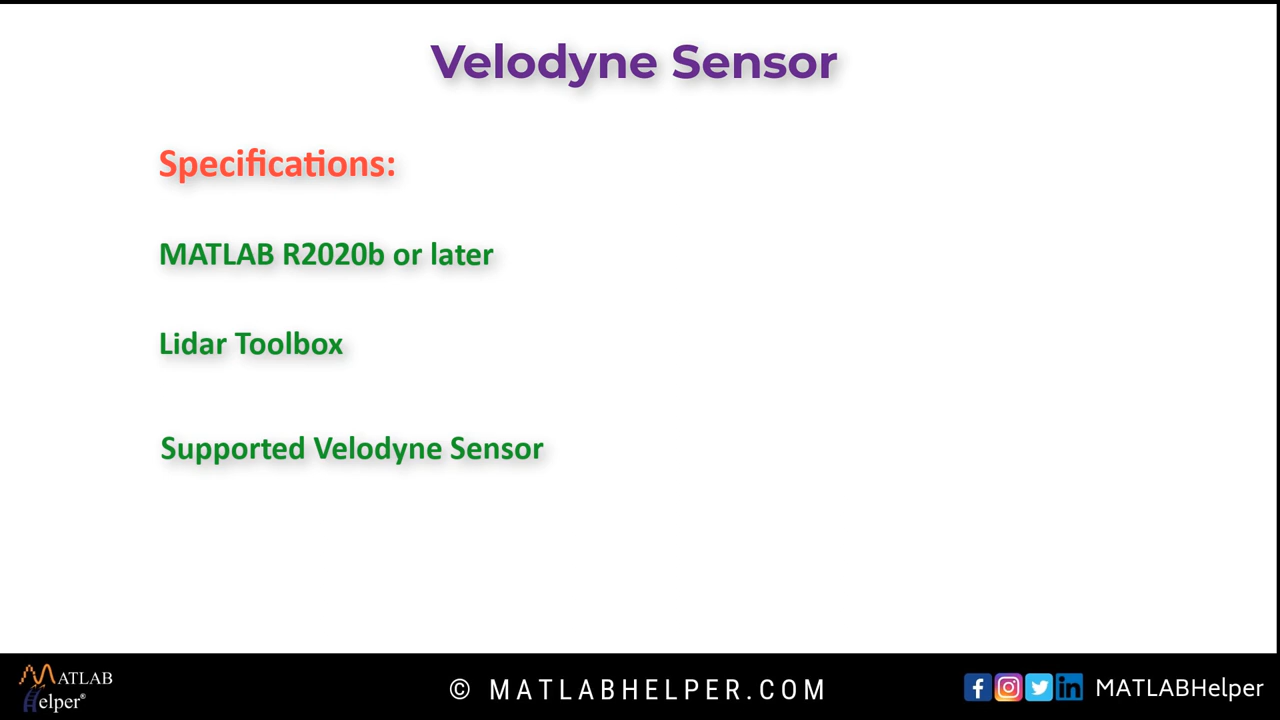 Velodyne Sensor
Specifications:
MATLAB R2020b or later
Lidar Toolbox
Supported Velodyne Sensor
MATLAB
Helper®
© MATLABHELPER.COM
MATLABHelper